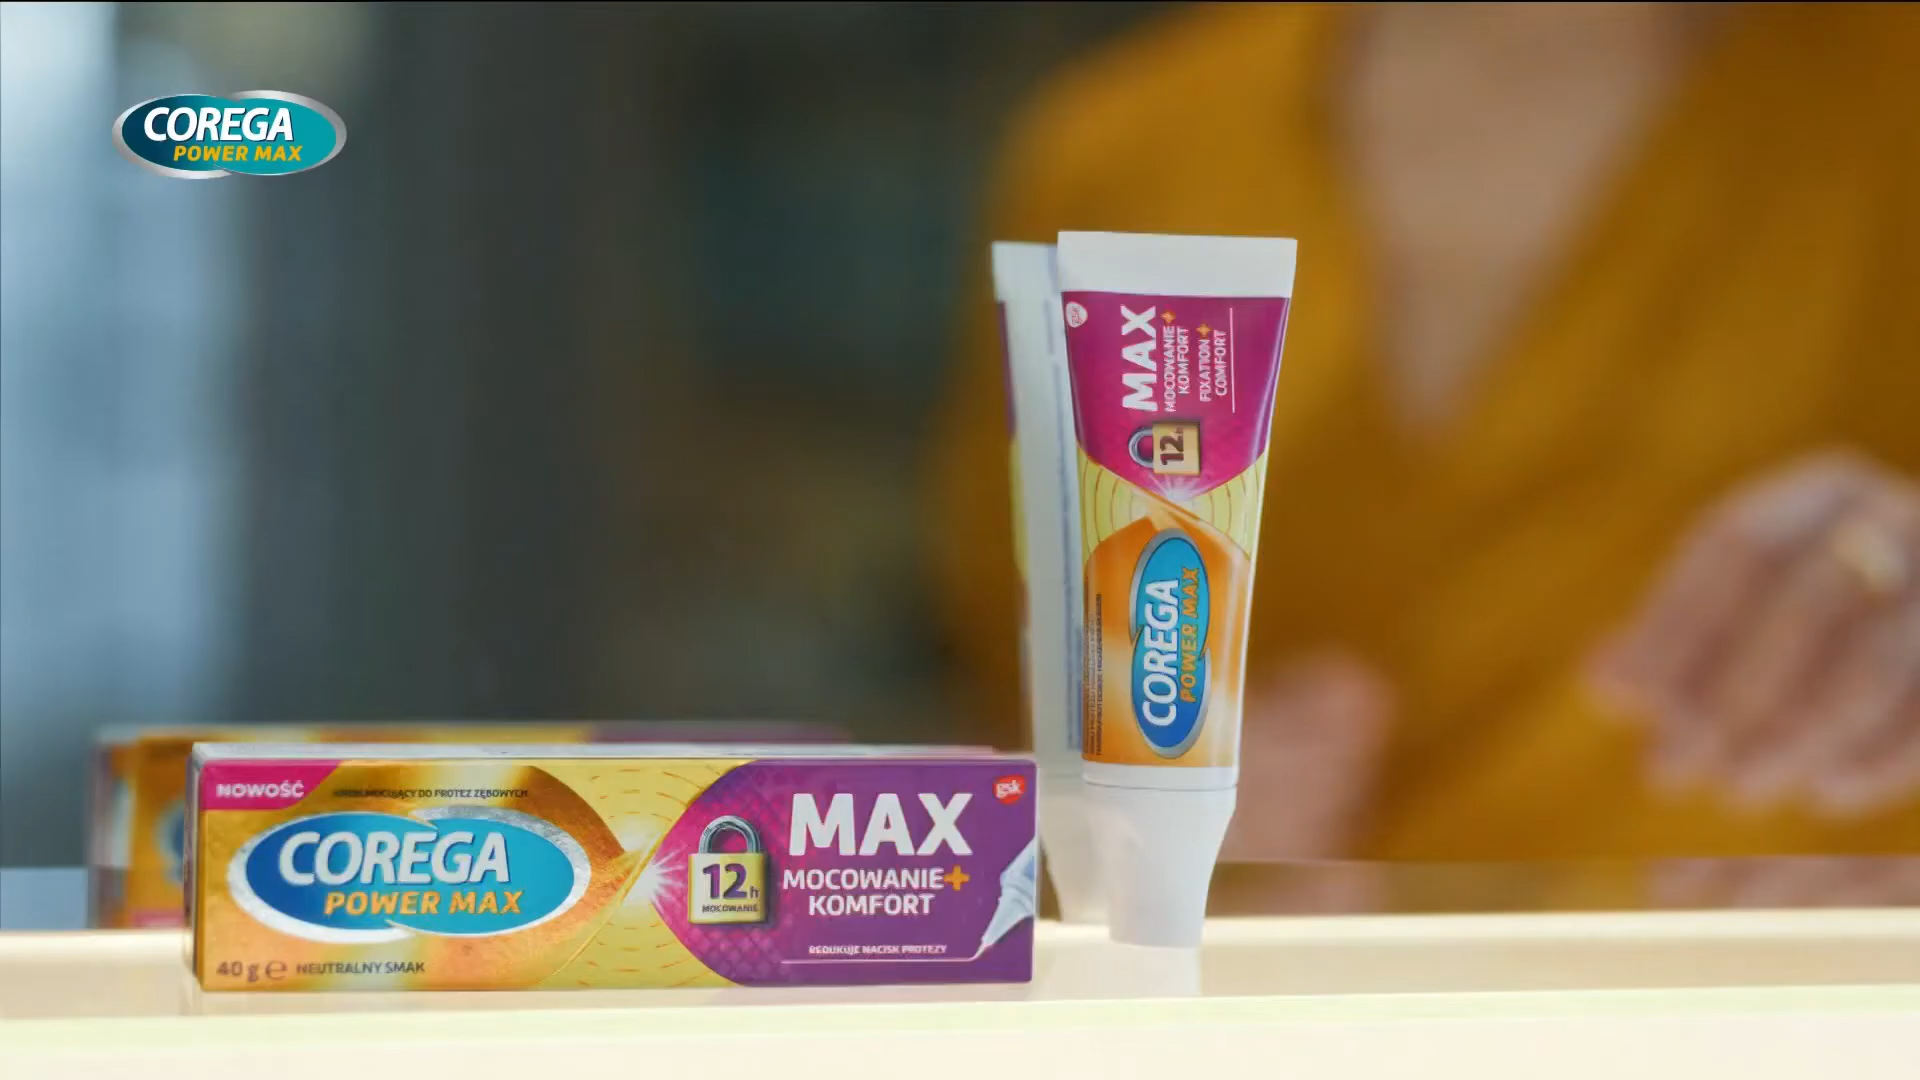 COREGA
POWER MAX
gsk
MAX
MOCOWANIE+
KOMFORT
FIXATION+
COMFORT
12h
COREGA
POWER MAX
NOWOŚĆ
KREM MOCUJĄCY DO PROTEZ ZĘBOWYCH
COREGA
POWER MAX
40 g e NEUTRALNY SMAK
12h
MOCOWANIE
MAX
MOCOWANIE+
KOMFORT
REDUKUJE NACISK PROTEZY
gsk